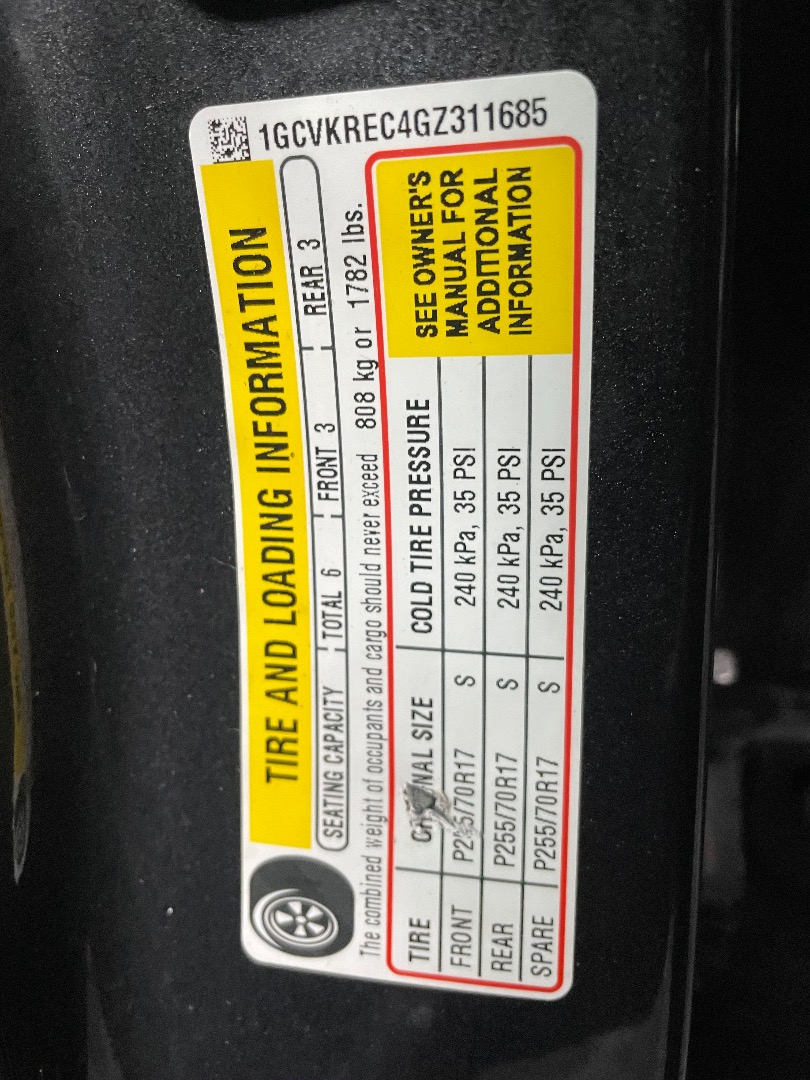 1GCVKREC4GZ311685
TIRE AND LOADING INFORMATION
SEATING CAPACITY TOTAL 6 FRONT 3 REAR 3
The combined weight of occupants and cargo should never exceed 808 kg or 1782 lbs.
TIRE SIZE COLD TIRE PRESSURE
FRONT S 240 kPa, 35 PSI
REAR P255/70R17 S 240 kPa, 35 PSI
SPARE P255/70R17 S 240 kPa, 35 PSI
SEE OWNER'S
MANUAL FOR
ADDITIONAL
INFORMATION